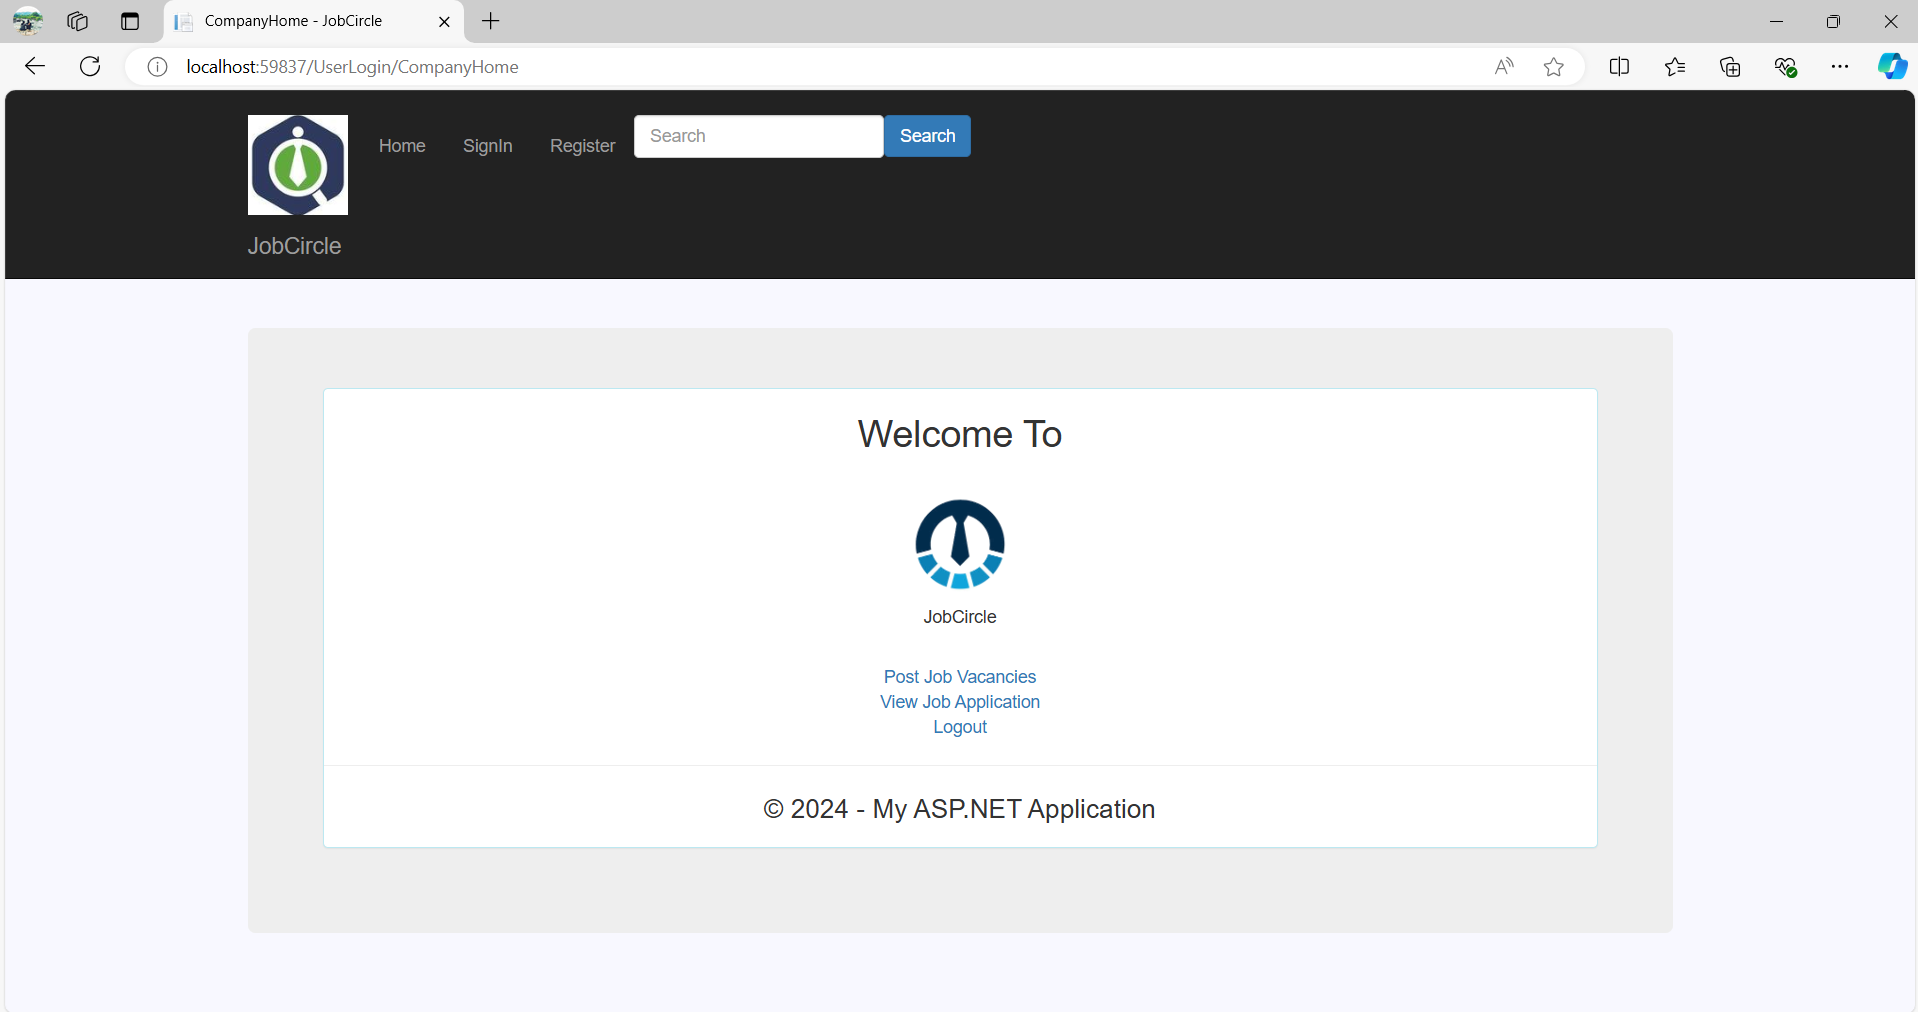 CompanyHome - JobCircle
localhost:59837/UserLogin/CompanyHome
Home SignIn Register Search Search
JobCircle
Welcome To
JobCircle
Post Job Vacancies
View Job Application
Logout
© 2024 - My ASP.NET Application